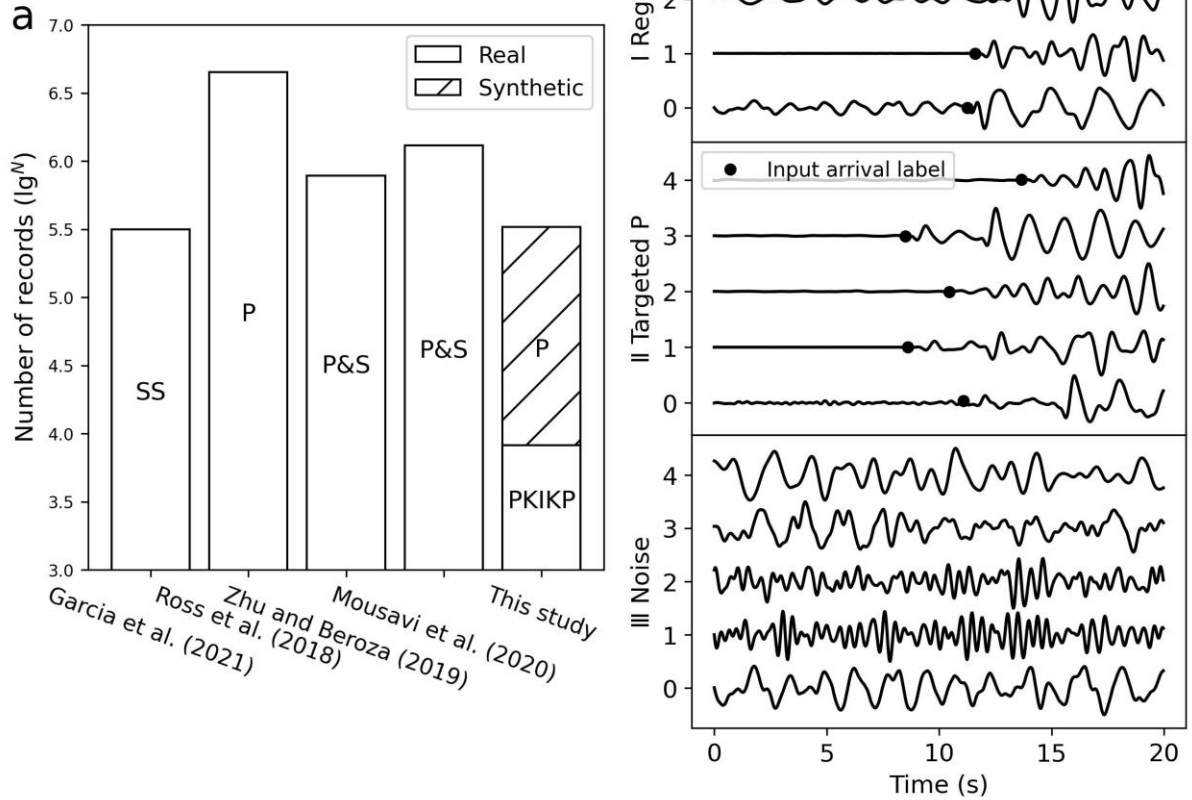 a
7.0
6.5
6.0
5.5
5.0
4.5
4.0
3.5
3.0
Number of records (lg^N)
Real
Synthetic
SS
P
P&S
P&S
P
PKIKP
Garcia et al. (2021)
Ross et al. (2018)
Zhu and Beroza (2019)
Mousavi et al. (2020)
This study
I Reg
2
1
0
II Targeted P
Input arrival label
4
3
2
1
0
III Noise
4
3
2
1
0
0 5 10 15 20
Time (s)